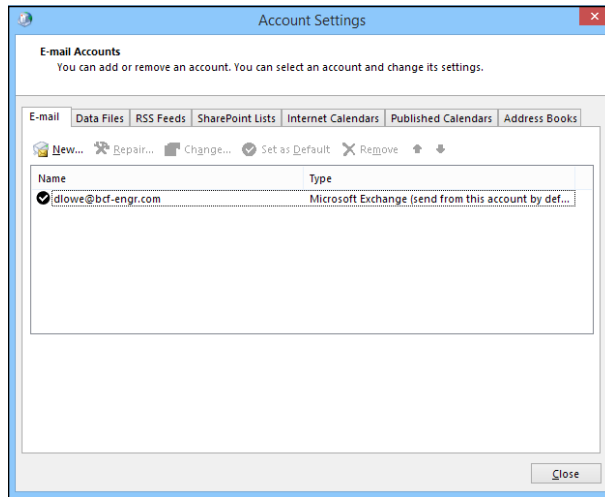 Account Settings
E-mail Accounts
You can add or remove an account. You can select an account and change its settings.
E-mail Data Files RSS Feeds SharePoint Lists Internet Calendars Published Calendars Address Books
New... Repair... Change... Set as Default Remove
Name Type
dlowe@bcf-engr.com Microsoft Exchange (send from this account by def...
Close